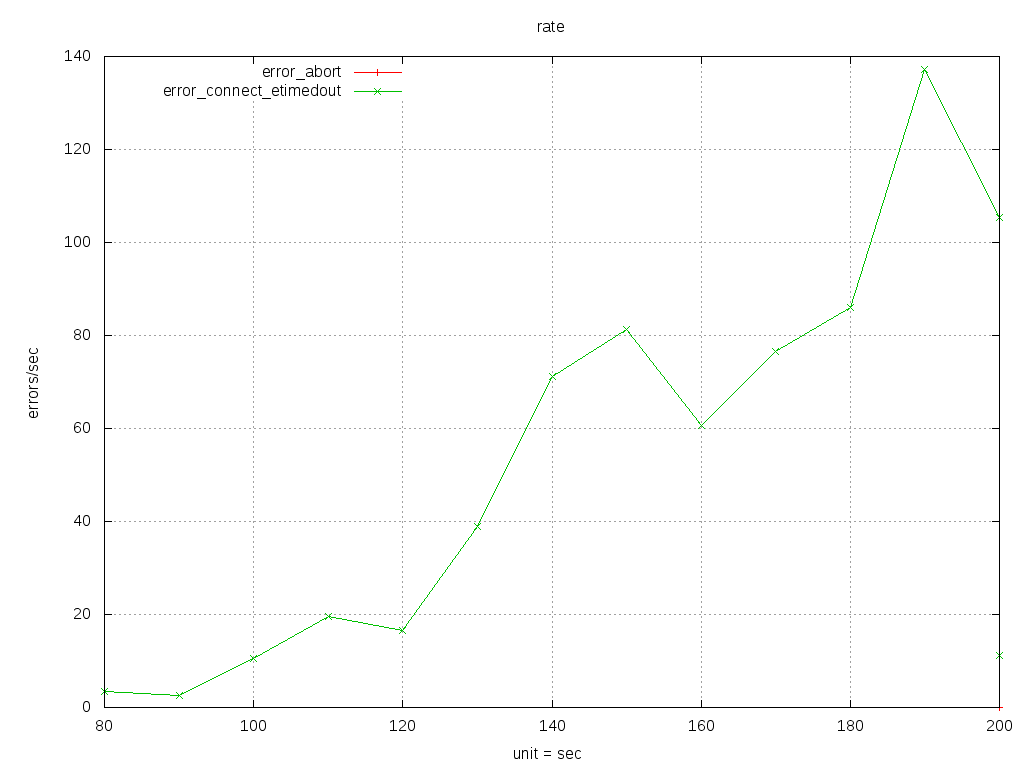 rate
140
error_abort
error_connect_etimedout
120
100
80
errors/sec
60
40
20
0
80 100 120 140 160 180 200
unit = sec